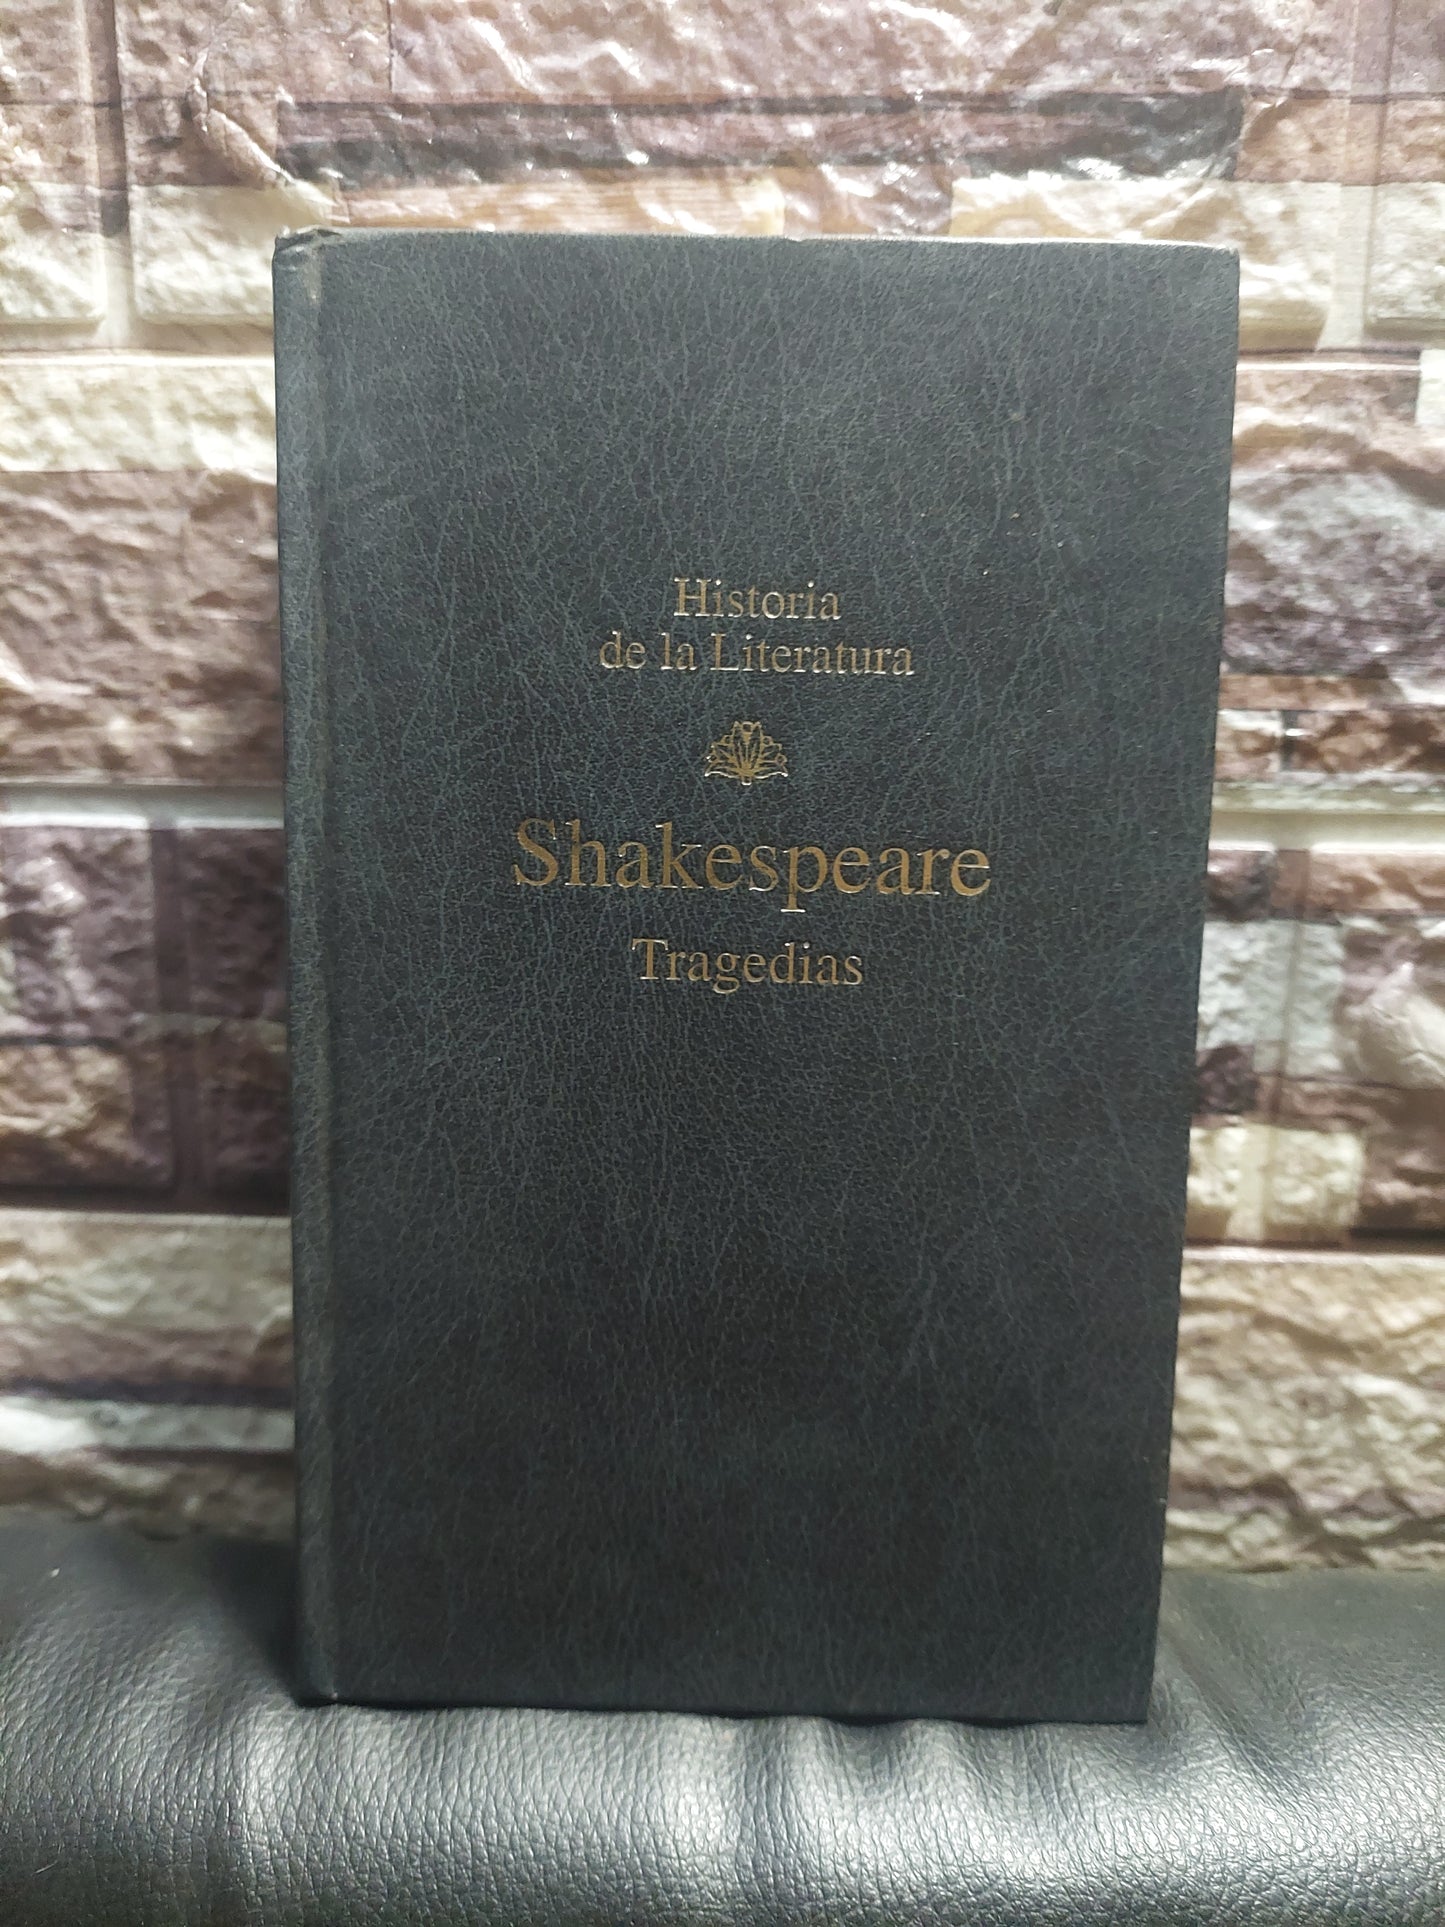 Historia
de la Literatura
Shakespeare
Tragedias